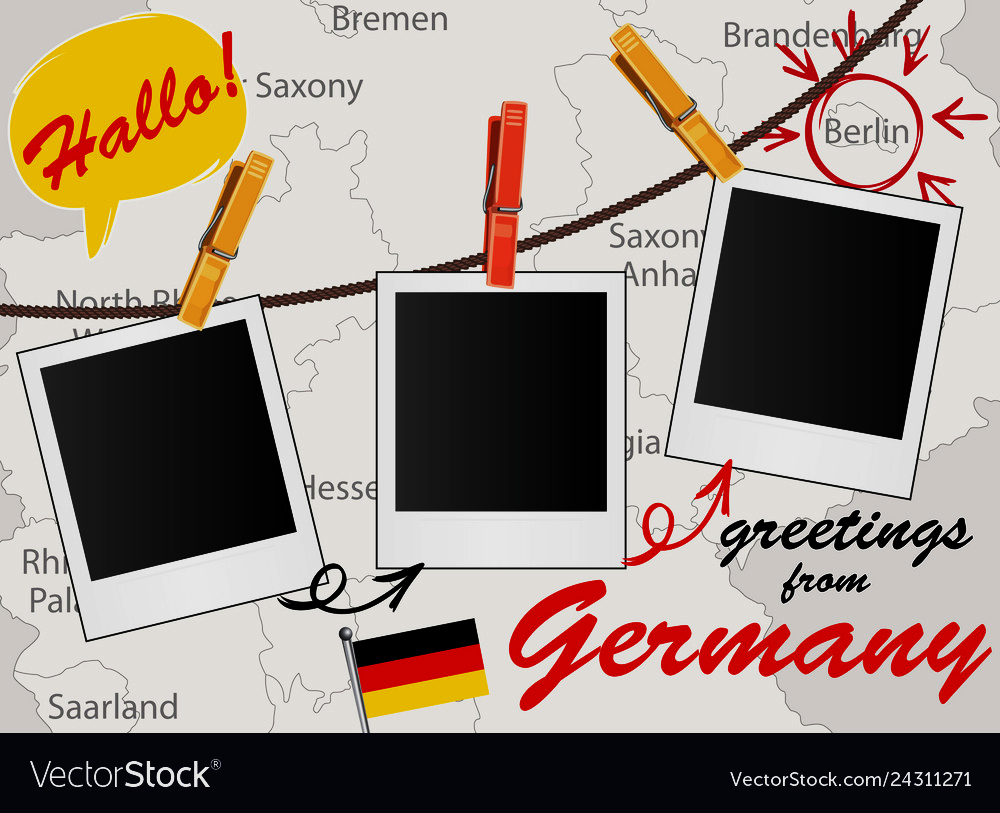 Bremen
Brandenburg
Hallo!
Saxony
Berlin
Saxony
Anha
North Rh
Hesse
gia
Rhi
Pala
greetings
from
Germany
Saarland
VectorStock®
VectorStock.com/24311271